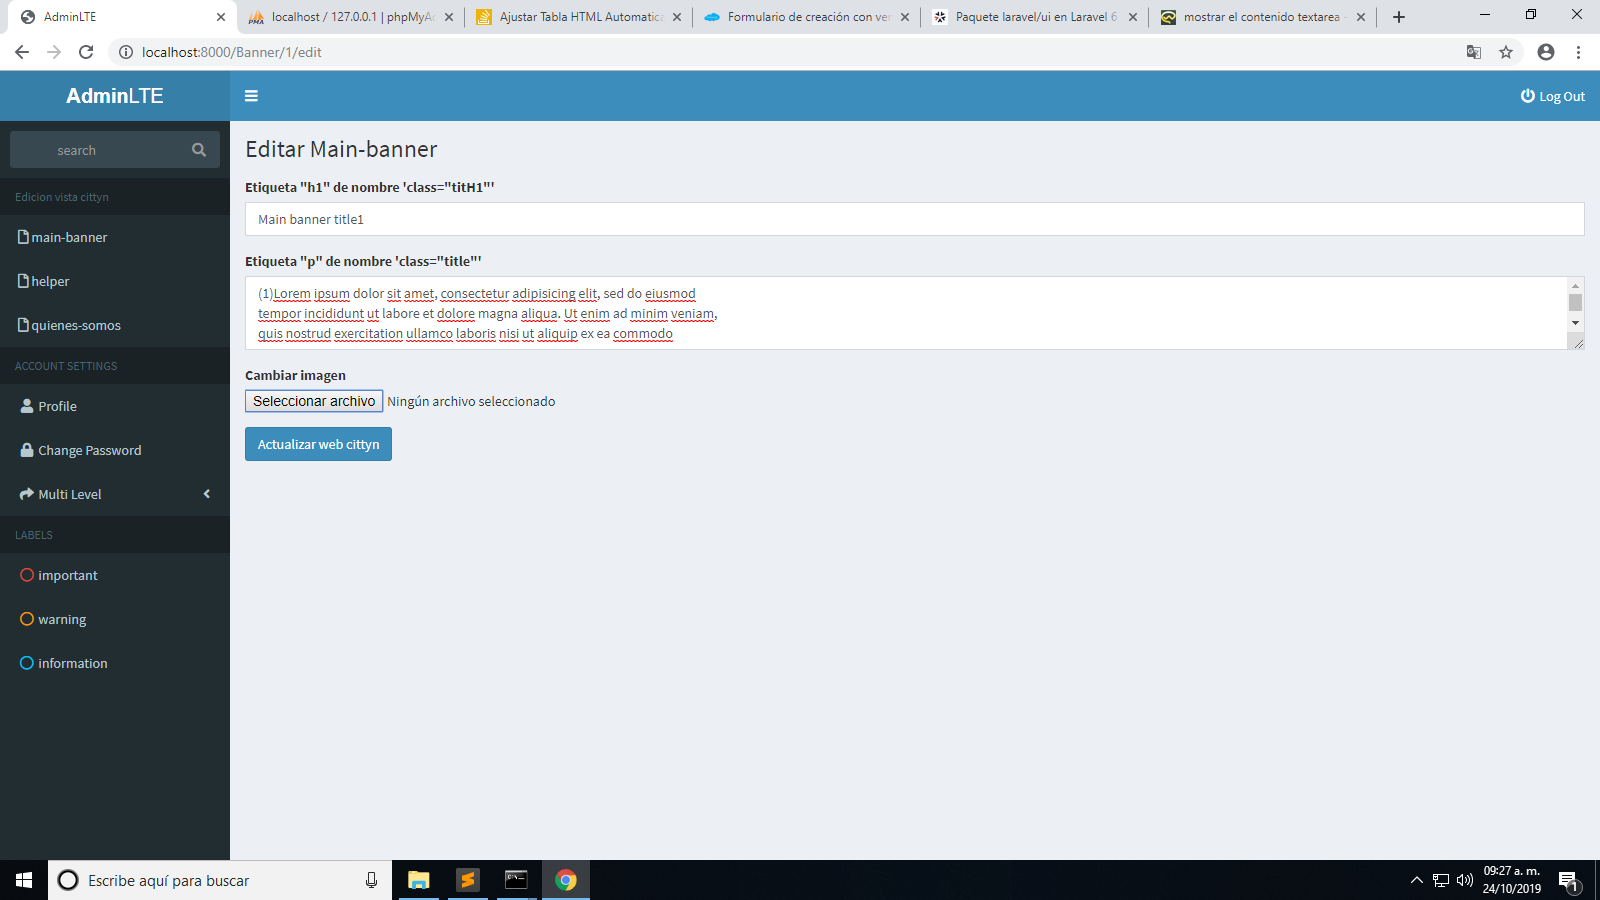 AdminLTE
localhost / 127.0.0.1 | phpMyAd
Ajustar Tabla HTML Automatica
Formulario de creación con ver
Paquete laravel/ui en Laravel 6
mostrar el contenido textarea -
localhost:8000/Banner/1/edit
AdminLTE
Log Out
search
Edicion vista cittyn
main-banner
helper
quienes-somos
ACCOUNT SETTINGS
Profile
Change Password
Multi Level
LABELS
important
warning
information
Editar Main-banner
Etiqueta "h1" de nombre 'class="titH1"'
Main banner title1
Etiqueta "p" de nombre 'class="title"'
(1)Lorem ipsum dolor sit amet, consectetur adipisicing elit, sed do eiusmod
tempor incididunt ut labore et dolore magna aliqua. Ut enim ad minim veniam,
quis nostrud exercitation ullamco laboris nisi ut aliquip ex ea commodo
Cambiar imagen
Seleccionar archivo Ningún archivo seleccionado
Actualizar web cittyn
Escribe aquí para buscar
09:27 a. m.
24/10/2019
1